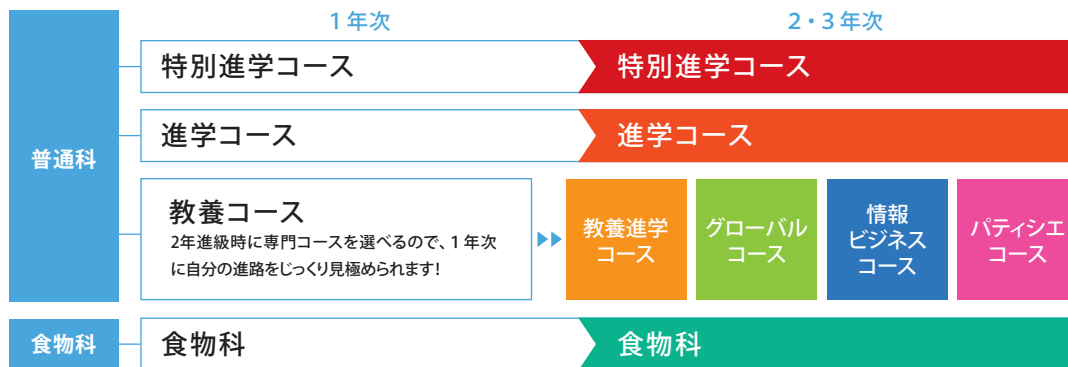 1年次
2・3年次
普通科
特別進学コース
特別進学コース
進学コース
進学コース
教養コース
2年進級時に専門コースを選べるので、1年次
に自分の進路をじっくり見極められます!
教養進学
コース
グローバル
コース
情報
ビジネス
コース
パティシエ
コース
食物科
食物科
食物科